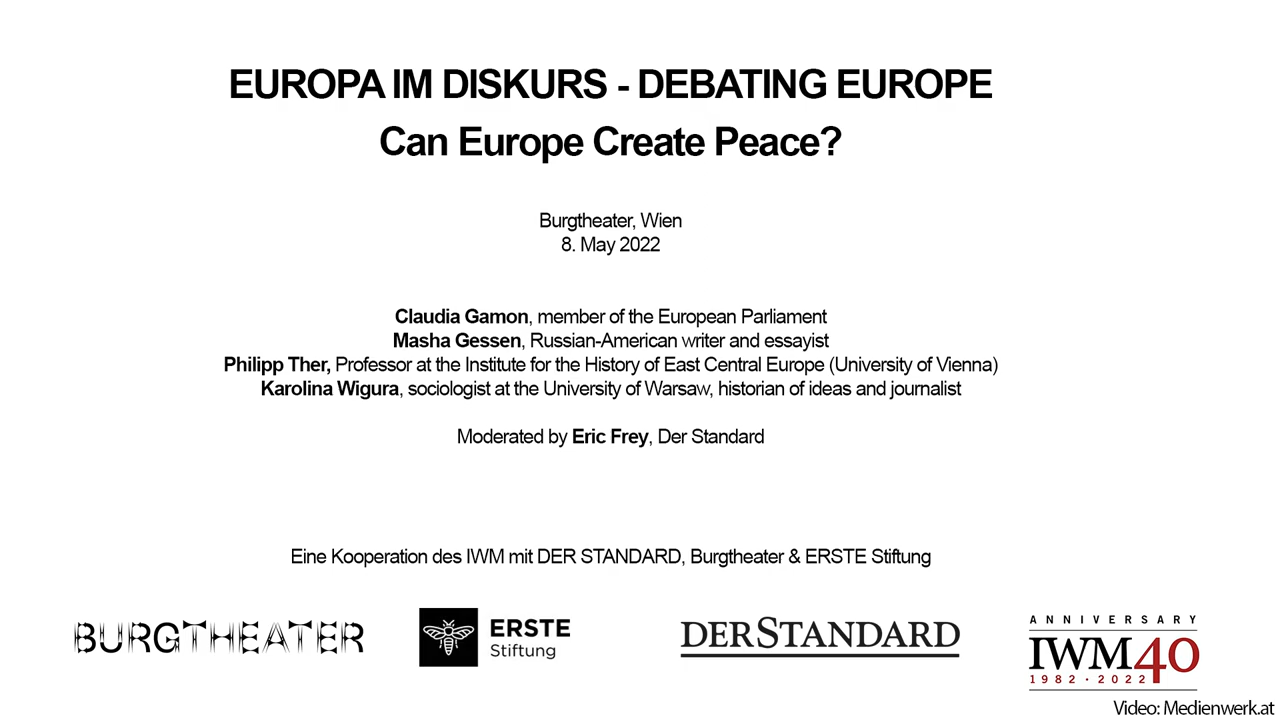 EUROPA IM DISKURS - DEBATING EUROPE
Can Europe Create Peace?
Burgtheater, Wien
8. May 2022
Claudia Gamon, member of the European Parliament
Masha Gessen, Russian-American writer and essayist
Philipp Ther, Professor at the Institute for the History of East Central Europe (University of Vienna)
Karolina Wigura, sociologist at the University of Warsaw, historian of ideas and journalist
Moderated by Eric Frey, Der Standard
Eine Kooperation des IWM mit DER STANDARD, Burgtheater & ERSTE Stiftung
BURGTHEATER
ERSTE
Stiftung
DERSTANDARD
ANNIVERSARY
IWM40
1982 · 2022
Video: Medienwerk.at